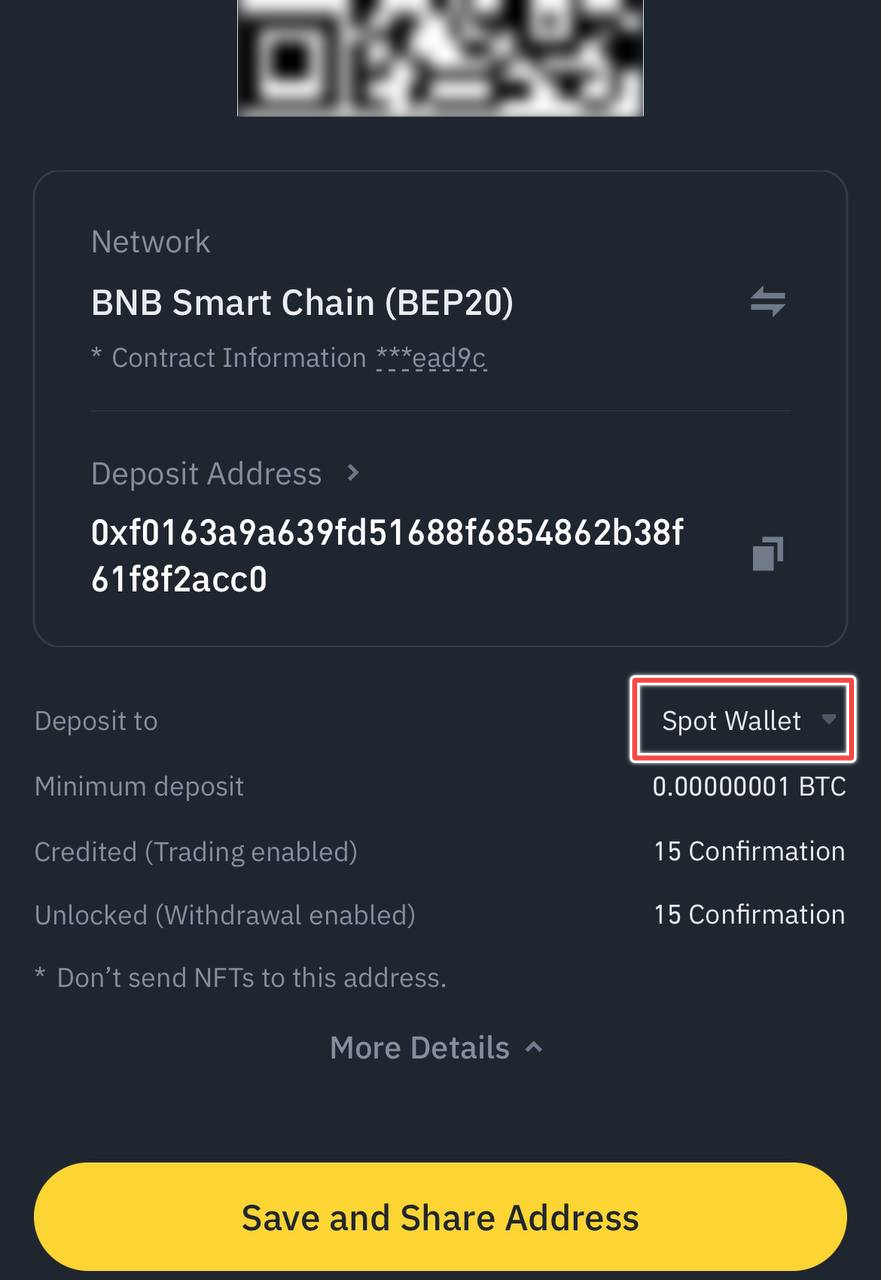 Network
BNB Smart Chain (BEP20)
* Contract Information ***ead9c
Deposit Address >
0xf0163a9a639fd51688f6854862b38f
61f8f2acc0
Deposit to Spot Wallet
Minimum deposit 0.00000001 BTC
Credited (Trading enabled) 15 Confirmation
Unlocked (Withdrawal enabled) 15 Confirmation
* Don’t send NFTs to this address.
More Details
Save and Share Address